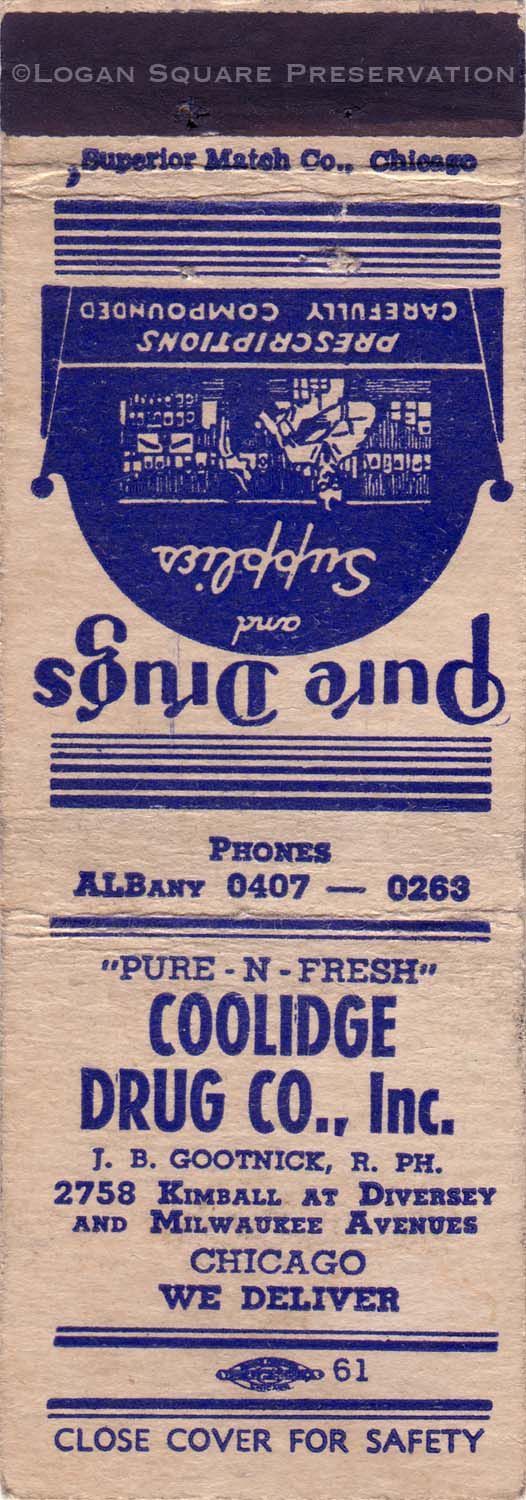 ©LOGAN SQUARE PRESERVATION
Superior Match Co., Chicago
PRESCRIPTIONS
CAREFULLY COMPOUNDED
Pure Drugs
and
Supplies
PHONES
ALBANY 0407 — 0263
"PURE - N - FRESH"
COOLIDGE
DRUG CO., Inc.
J. B. GOOTNICK, R. PH.
2758 KIMBALL AT DIVERSEY
AND MILWAUKEE AVENUES
CHICAGO
WE DELIVER
61
CLOSE COVER FOR SAFETY